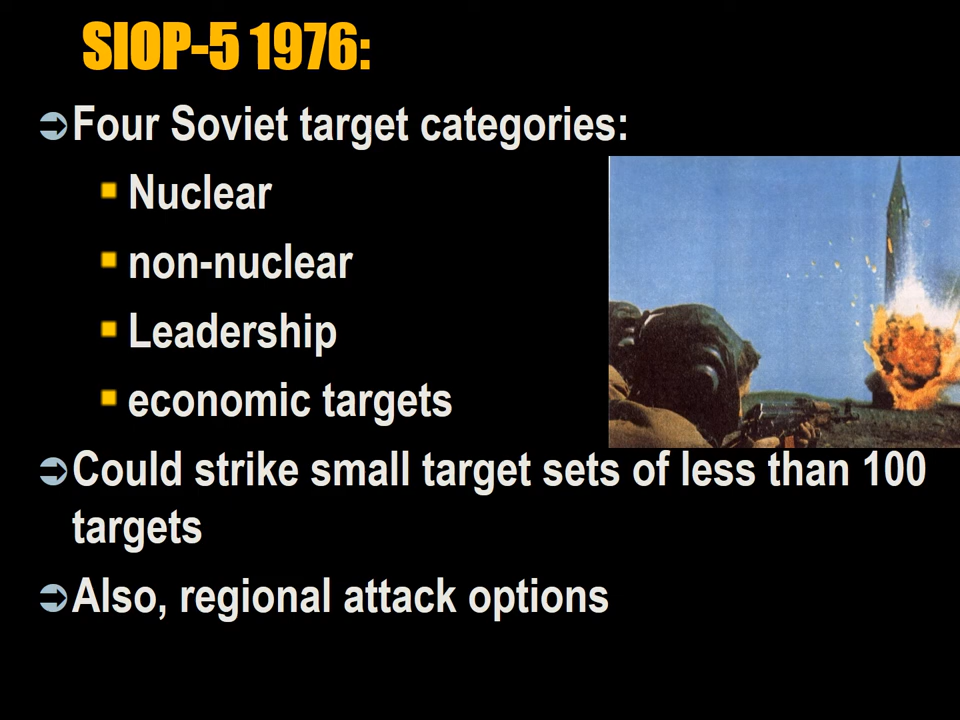 SIOP-5 1976:
Four Soviet target categories:
Nuclear
non-nuclear
Leadership
economic targets
Could strike small target sets of less than 100
targets
Also, regional attack options